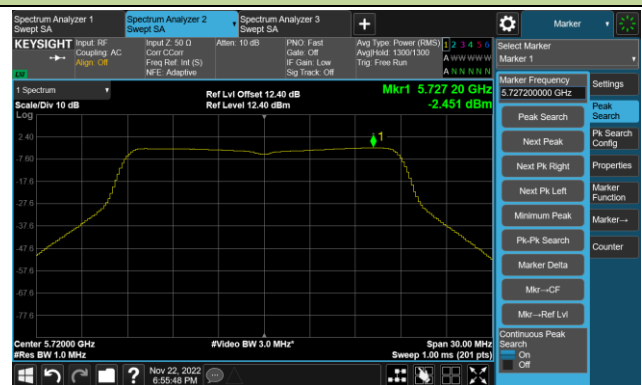 Spectrum Analyzer 1
Swept SA
Spectrum Analyzer 2
Swept SA
Spectrum Analyzer 3
Swept SA
+
Marker
KEYSIGHT
LW
Input: RF
Coupling: AC
Align: Off
Input Z: 50 Ω
Corr CCorr
Freq Ref: Int (S)
NFE: Adaptive
Atten: 10 dB
PNO: Fast
Gate: Off
IF Gain: Low
Sig Track: Off
Avg Type: Power (RMS)
Avg|Hold: 1300/1300
Trig: Free Run
1 2 3 4 5 6
A W W W W W
A N N N N N
Select Marker
Marker 1
1 Spectrum
Scale/Div 10 dB
Log
Ref Lvl Offset 12.40 dB
Ref Level 12.40 dBm
Mkr1 5.727 20 GHz
-2.451 dBm
1
2.40
-7.60
-17.6
-27.6
-37.6
-47.6
-57.6
-67.6
-77.6
Center 5.72000 GHz
#Res BW 1.0 MHz
#Video BW 3.0 MHz*
Span 30.00 MHz
Sweep 1.00 ms (201 pts)
Marker Frequency
5.727200000 GHz
Peak Search
Next Peak
Next Pk Right
Next Pk Left
Minimum Peak
Pk-Pk Search
Marker Delta
Mkr→CF
Mkr→Ref Lvl
Continuous Peak
Search
On
Off
Settings
Peak
Search
Pk Search
Config
Properties
Marker
Function
Marker→
Counter
?
Nov 22, 2022
6:55:48 PM